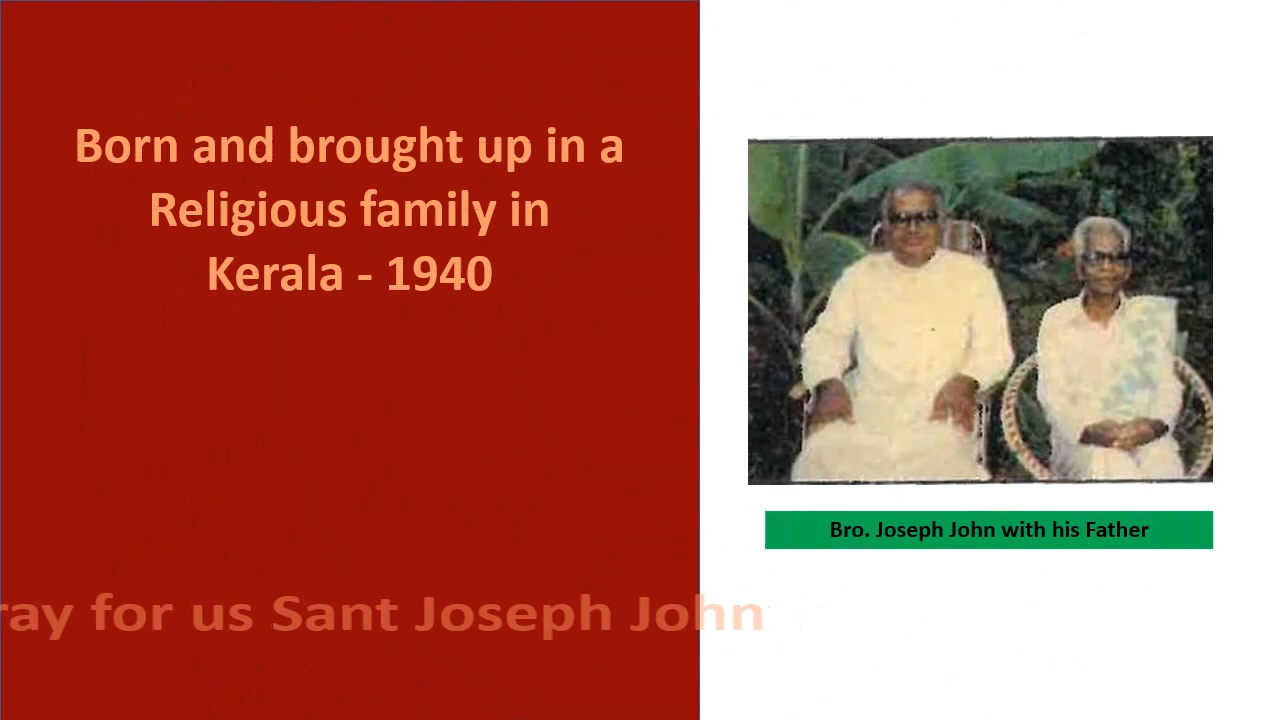 Born and brought up in a
Religious family in
Kerala - 1940
Bro. Joseph John with his Father
ray for us Sant Joseph John